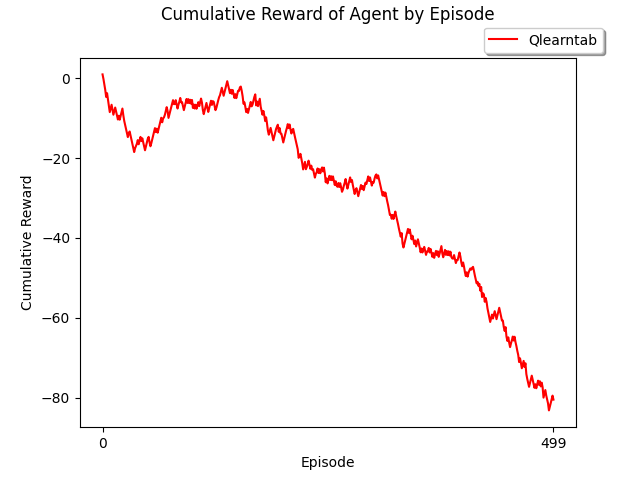 Cumulative Reward of Agent by Episode
Qlearntab
0
−20
−40
−60
−80
Cumulative Reward
0
499
Episode